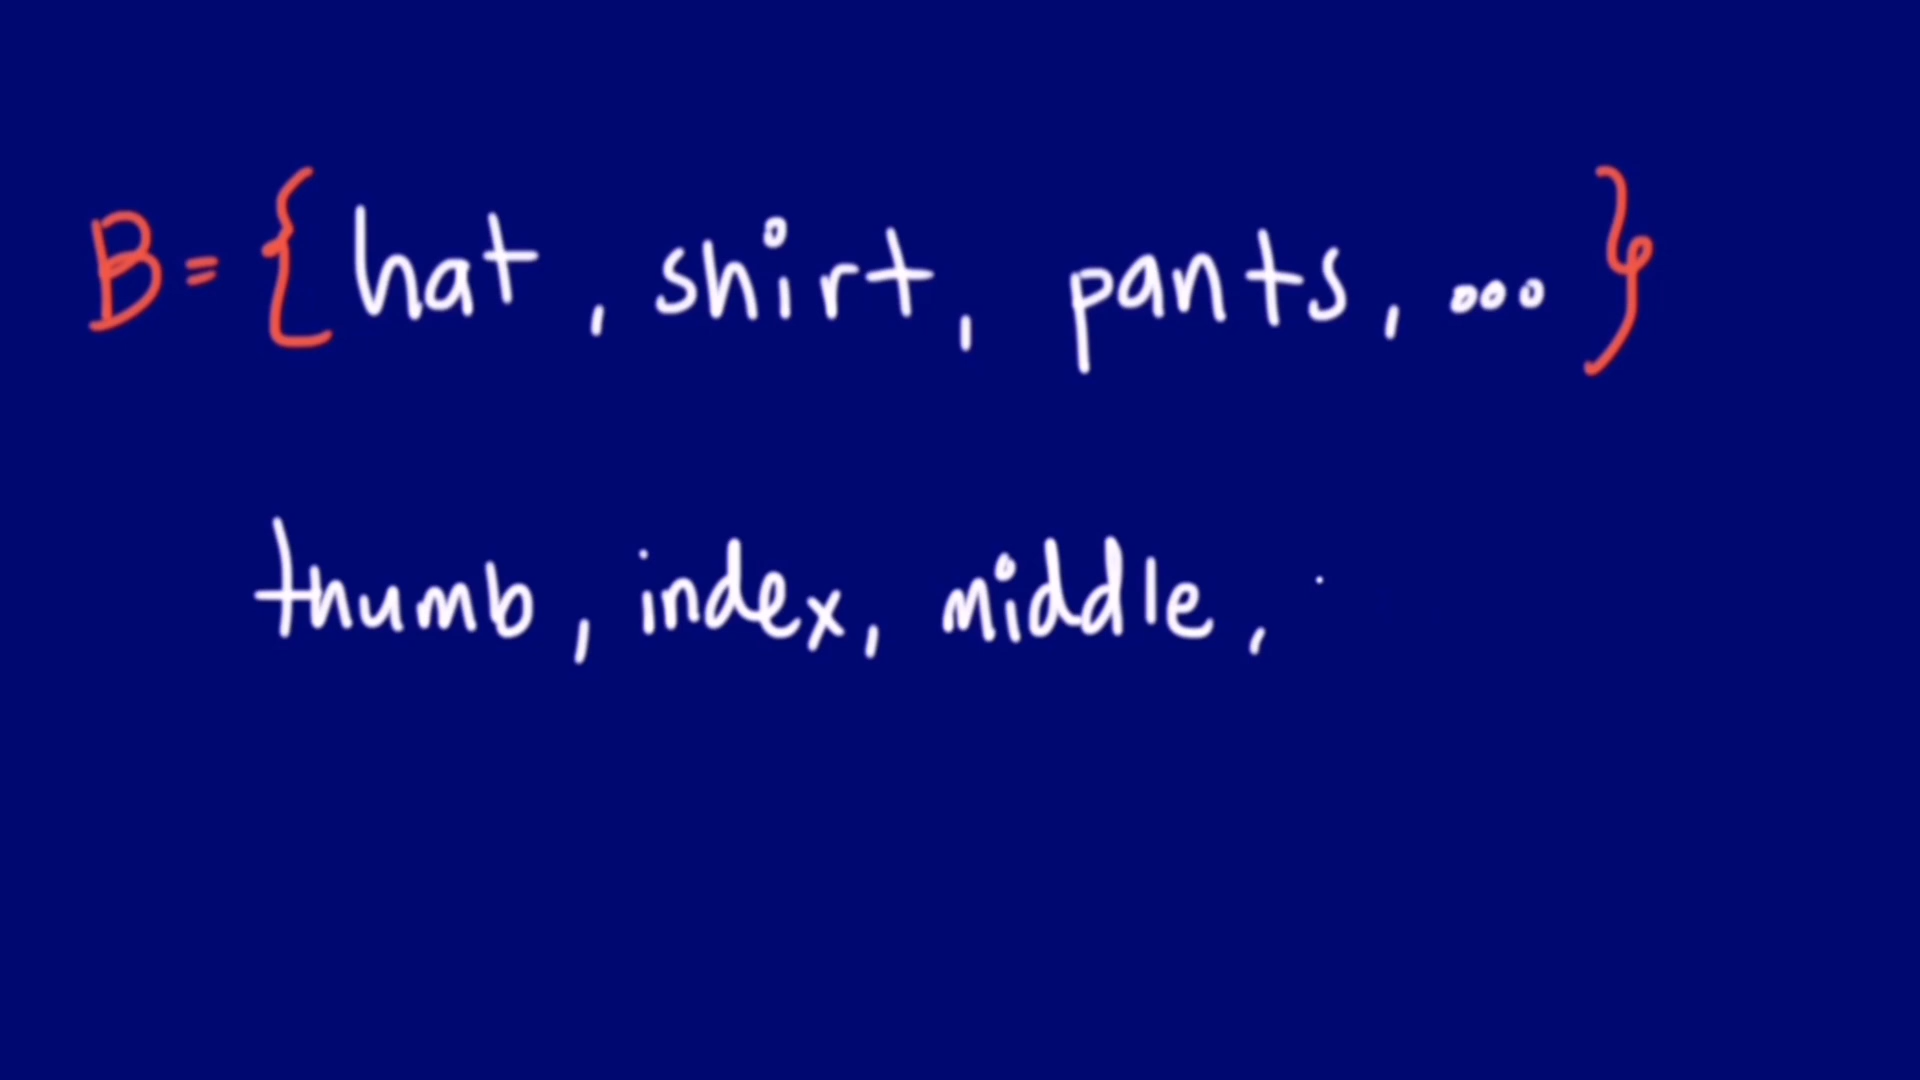 B = { hat, shirt, pants, ... }
thumb, index, middle,